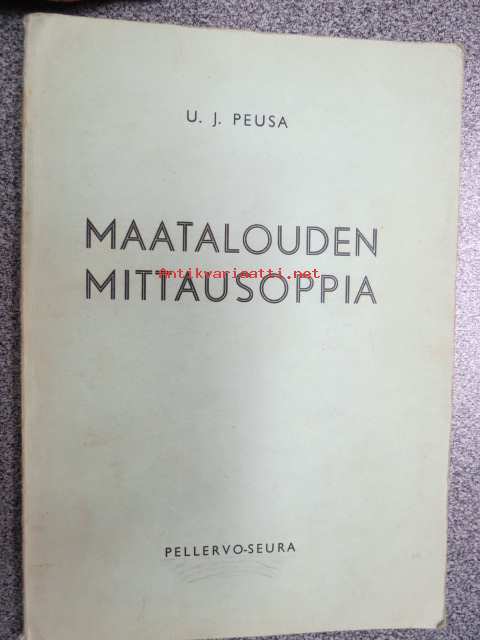 U. J. PEUSA
MAATALOUDEN
Antikvariaatti.net
MITTAUSOPPIA
PELLERVO-SEURA